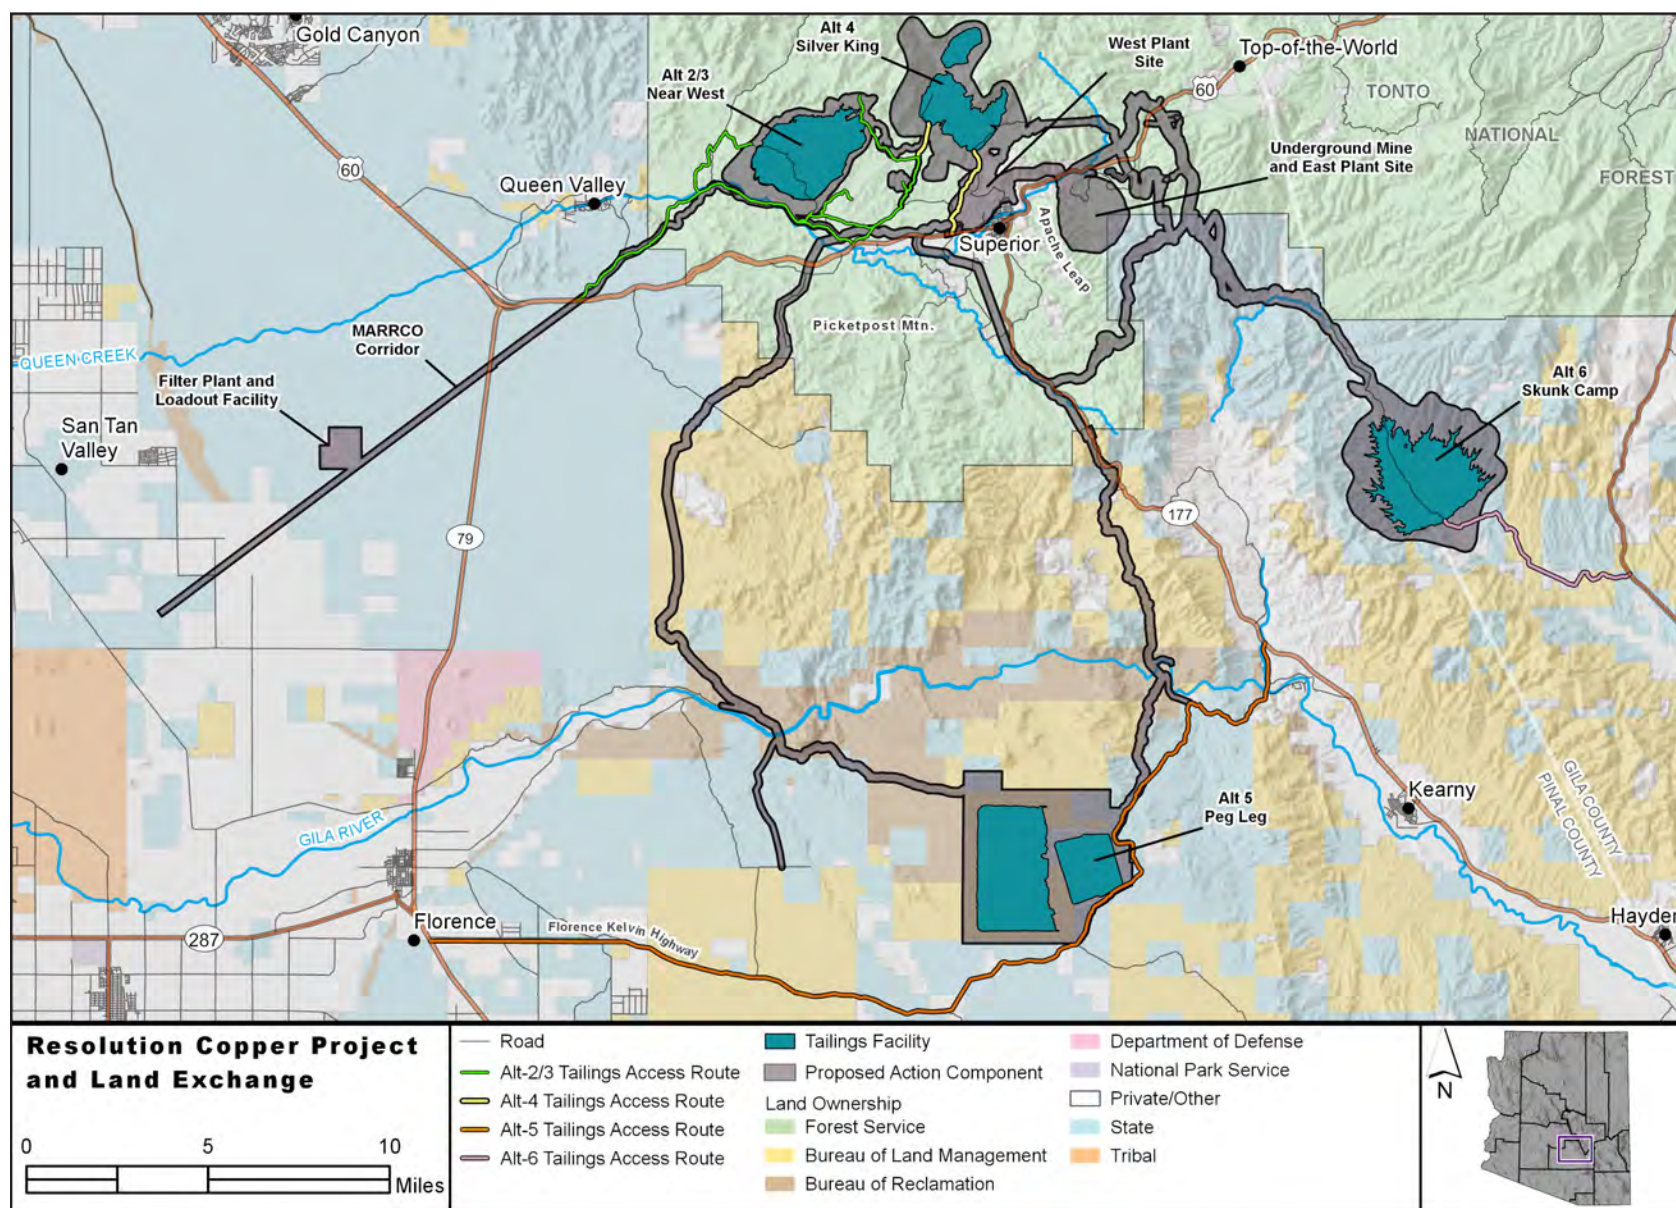 Gold Canyon
Alt 4
Silver King
West Plant
Site
Top-of-the-World
60
Alt 2/3
Near West
TONTO
NATIONAL
FOREST
Underground Mine
and East Plant Site
60
Queen Valley
Superior
Apache Leap
Picketpost Mtn.
MARRCO
Corridor
QUEEN CREEK
Filter Plant and
Loadout Facility
Alt 6
Skunk Camp
San Tan
Valley
79
177
GILA COUNTY
PINAL COUNTY
Kearny
Alt 5
Peg Leg
GILA RIVER
Hayden
Florence
Florence Kelvin Highway
287
Resolution Copper Project
and Land Exchange
0 5 10
Miles
Road
Alt-2/3 Tailings Access Route
Alt-4 Tailings Access Route
Alt-5 Tailings Access Route
Alt-6 Tailings Access Route
Tailings Facility
Proposed Action Component
Land Ownership
Forest Service
Bureau of Land Management
Bureau of Reclamation
Department of Defense
National Park Service
Private/Other
State
Tribal
N